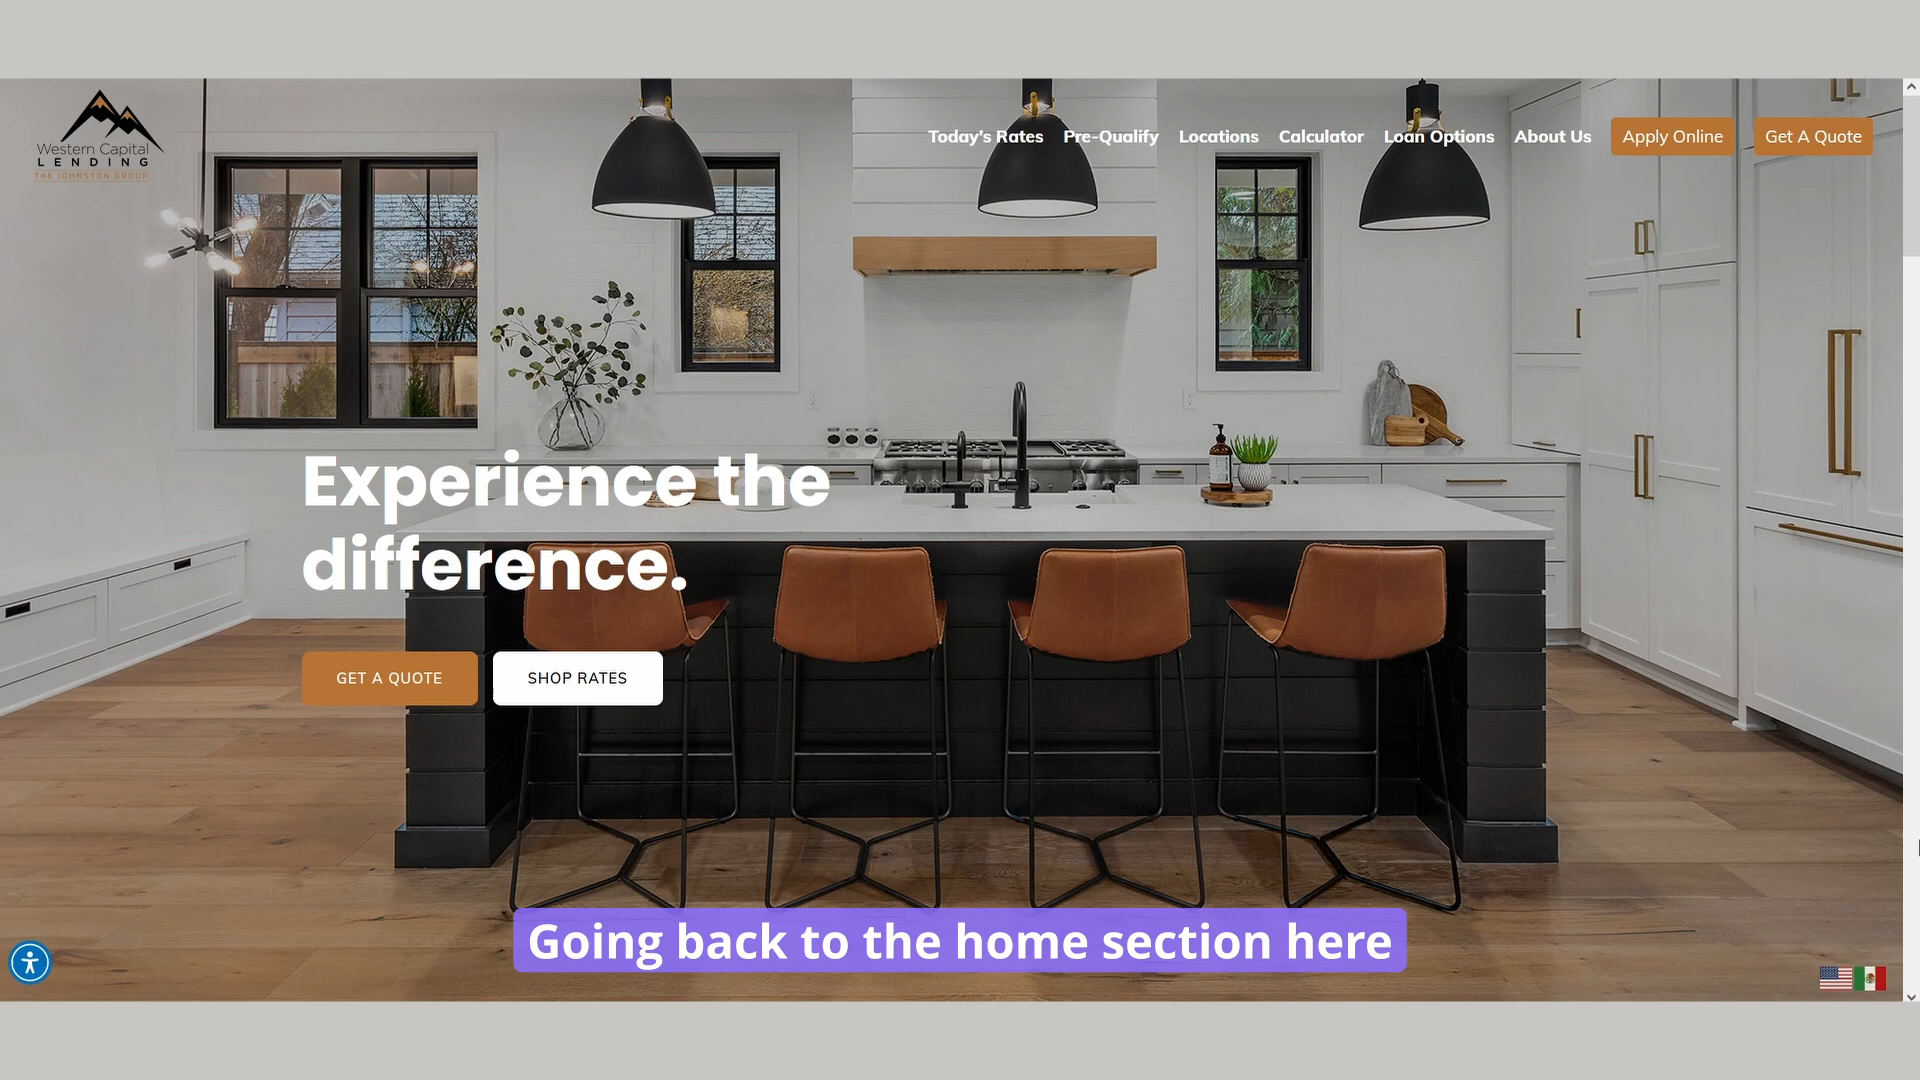 Western Capital
LENDING
THE JOHNSTON GROUP
Today's Rates Pre-Qualify Locations Calculator Loan Options About Us Apply Online Get A Quote
Experience the
difference.
GET A QUOTE SHOP RATES
Going back to the home section here